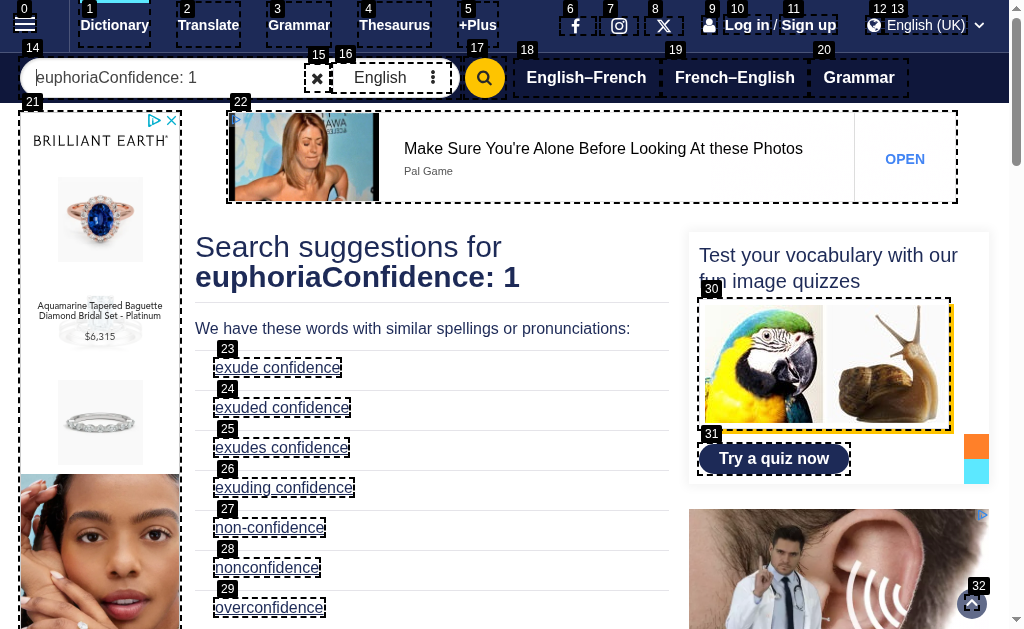 0 1 2 3 4 5 6 7 8 9 10 11 12 13
Dictionary Translate Grammar Thesaurus +Plus Log in / Sign up English (UK)
14 15 16 17 18 19 20
euphoriaConfidence: 1 English English–French French–English Grammar
21 22
BRILLIANT EARTH
Aquamarine Tapered Baguette
Diamond Bridal Set - Platinum
$6,315
Make Sure You're Alone Before Looking At these Photos
Pal Game
OPEN
Search suggestions for
euphoriaConfidence: 1
We have these words with similar spellings or pronunciations:
23
exude confidence
24
exuded confidence
25
exudes confidence
26
exuding confidence
27
non-confidence
28
nonconfidence
29
overconfidence
Test your vocabulary with our
fun image quizzes
30
31
Try a quiz now
32